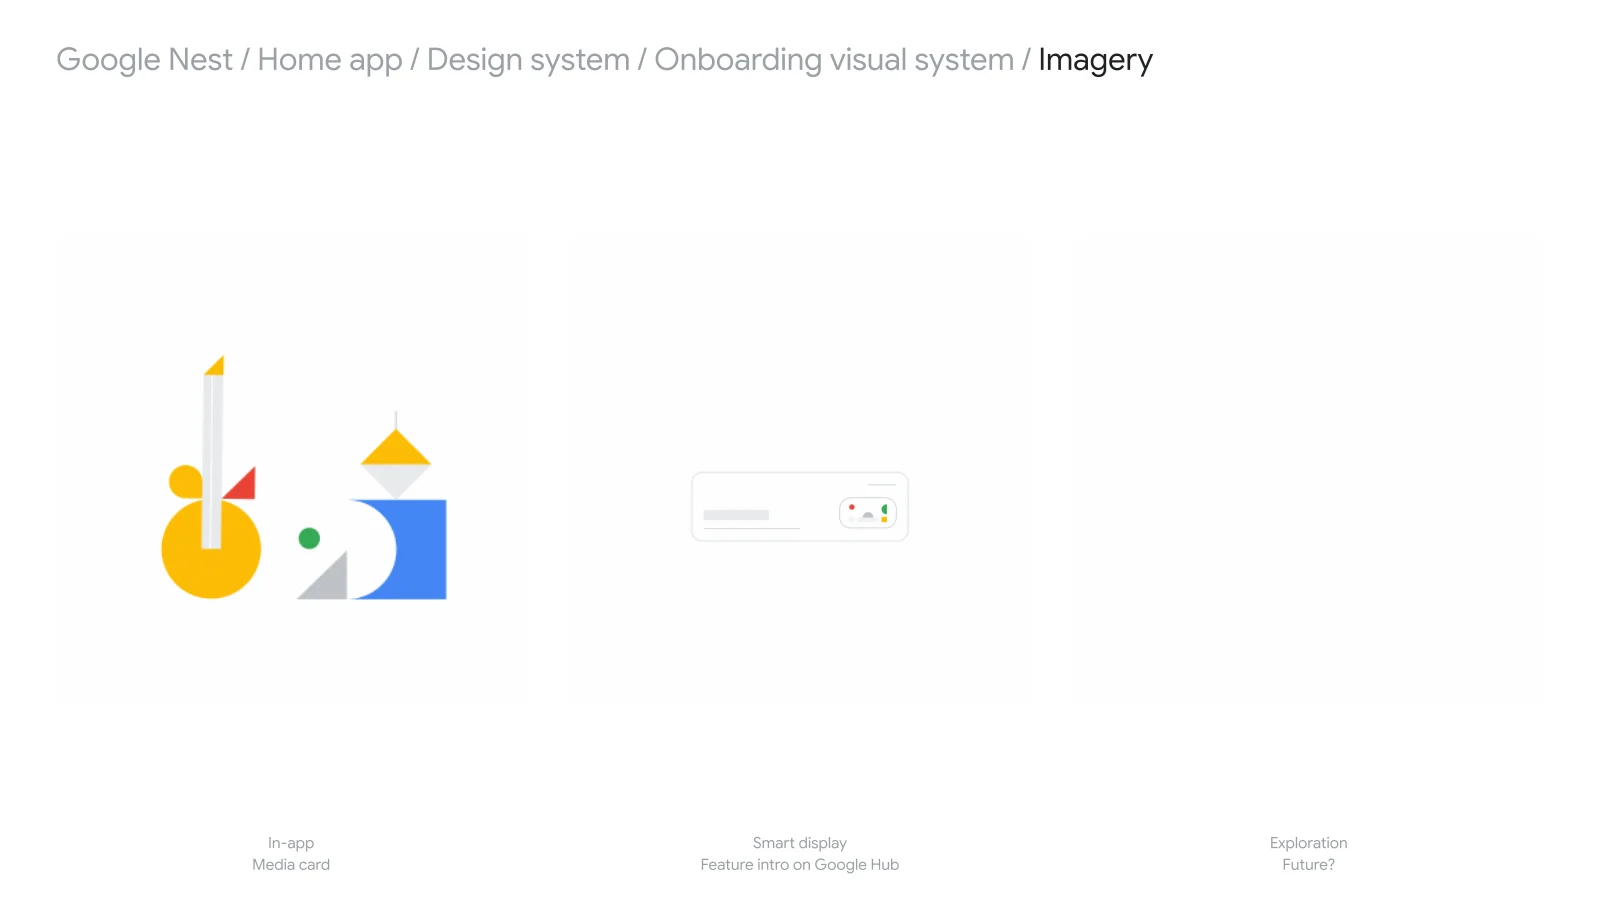 Google Nest / Home app / Design system / Onboarding visual system / Imagery
In-app
Media card
Smart display
Feature intro on Google Hub
Exploration
Future?